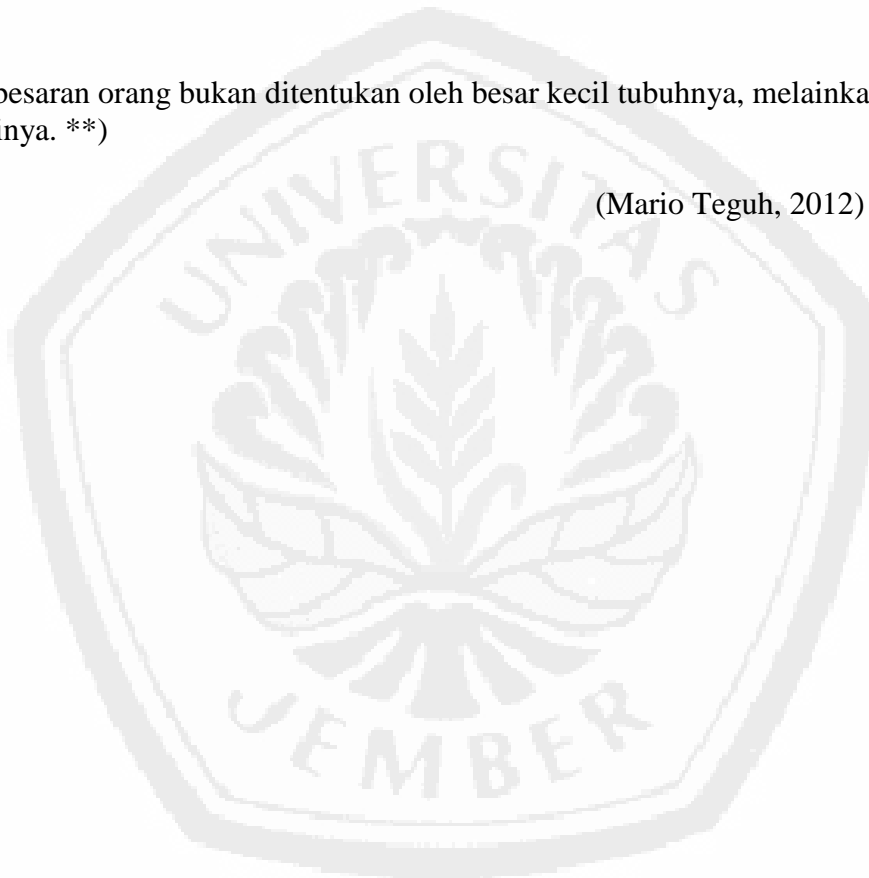 besaran orang bukan ditentukan oleh besar kecil tubuhnya, melainka
inya. **)
(Mario Teguh, 2012)
UNIVERSITAS
JEMBER